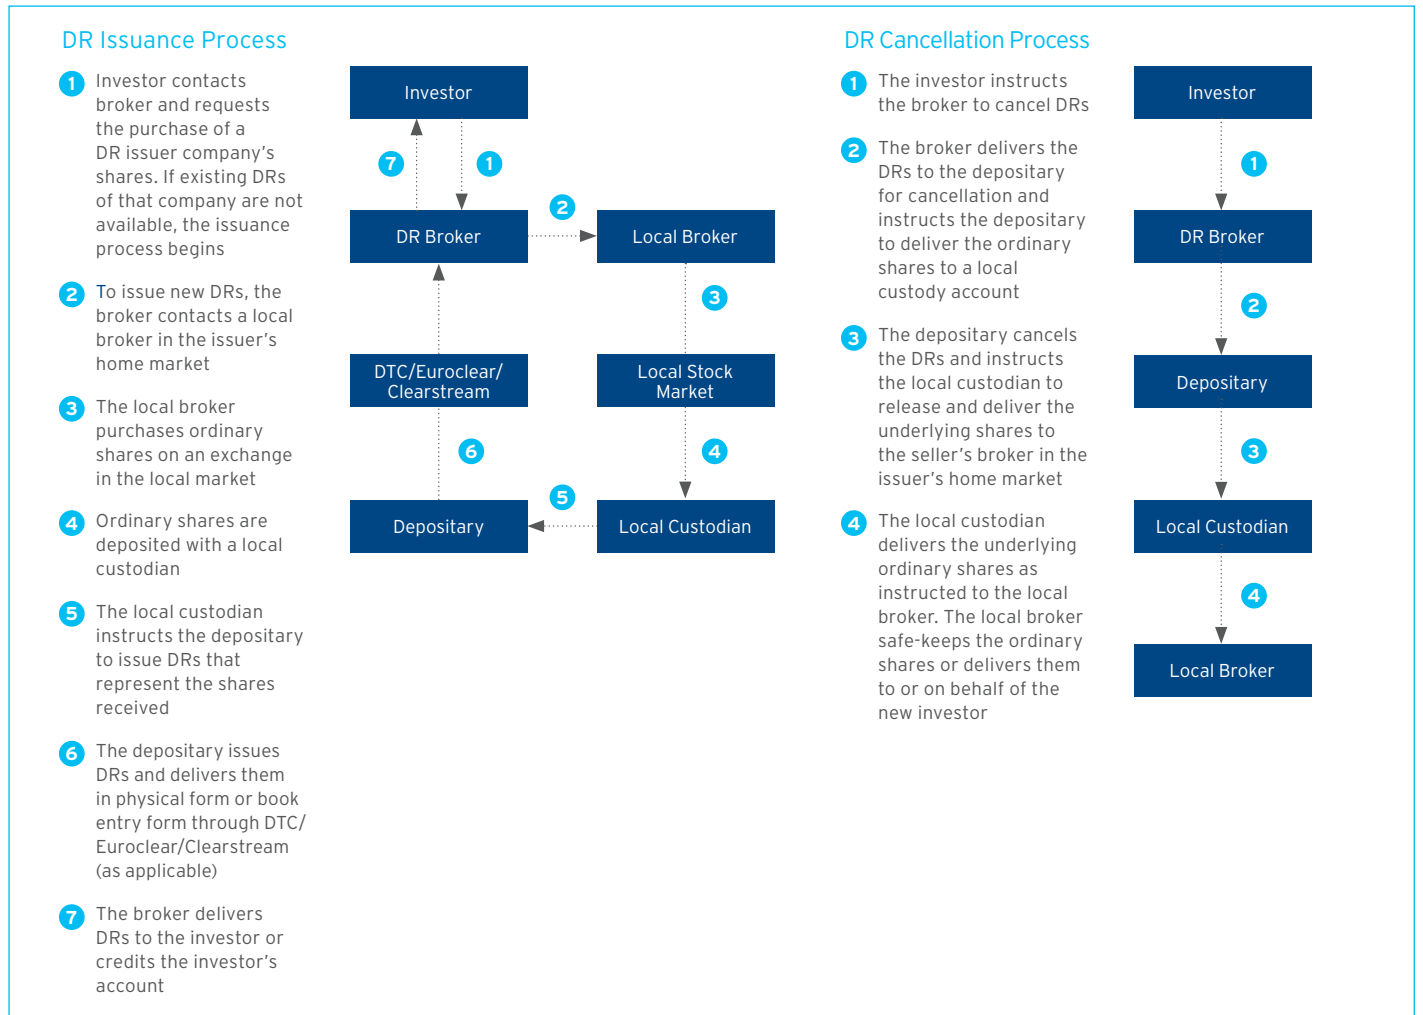 DR Issuance Process
1 Investor contacts
broker and requests
the purchase of a
DR issuer company's
shares. If existing DRs
of that company are not
available, the issuance
process begins
2 To issue new DRs, the
broker contacts a local
broker in the issuer's
home market
3 The local broker
purchases ordinary
shares on an exchange
in the local market
4 Ordinary shares are
deposited with a local
custodian
5 The local custodian
instructs the depositary
to issue DRs that
represent the shares
received
6 The depositary issues
DRs and delivers them
in physical form or book
entry form through DTC/
Euroclear/Clearstream
(as applicable)
7 The broker delivers
DRs to the investor or
credits the investor's
account
Investor
7
1
DR Broker
2
Local Broker
3
DTC/Euroclear/
Clearstream
Local Stock
Market
6
4
Depositary
5
Local Custodian
DR Cancellation Process
1 The investor instructs
the broker to cancel DRs
2 The broker delivers the
DRs to the depositary
for cancellation and
instructs the depositary
to deliver the ordinary
shares to a local
custody account
3 The depositary cancels
the DRs and instructs
the local custodian to
release and deliver the
underlying shares to
the seller's broker in the
issuer's home market
4 The local custodian
delivers the underlying
ordinary shares as
instructed to the local
broker. The local broker
safe-keeps the ordinary
shares or delivers them
to or on behalf of the
new investor
Investor
1
DR Broker
2
Depositary
3
Local Custodian
4
Local Broker